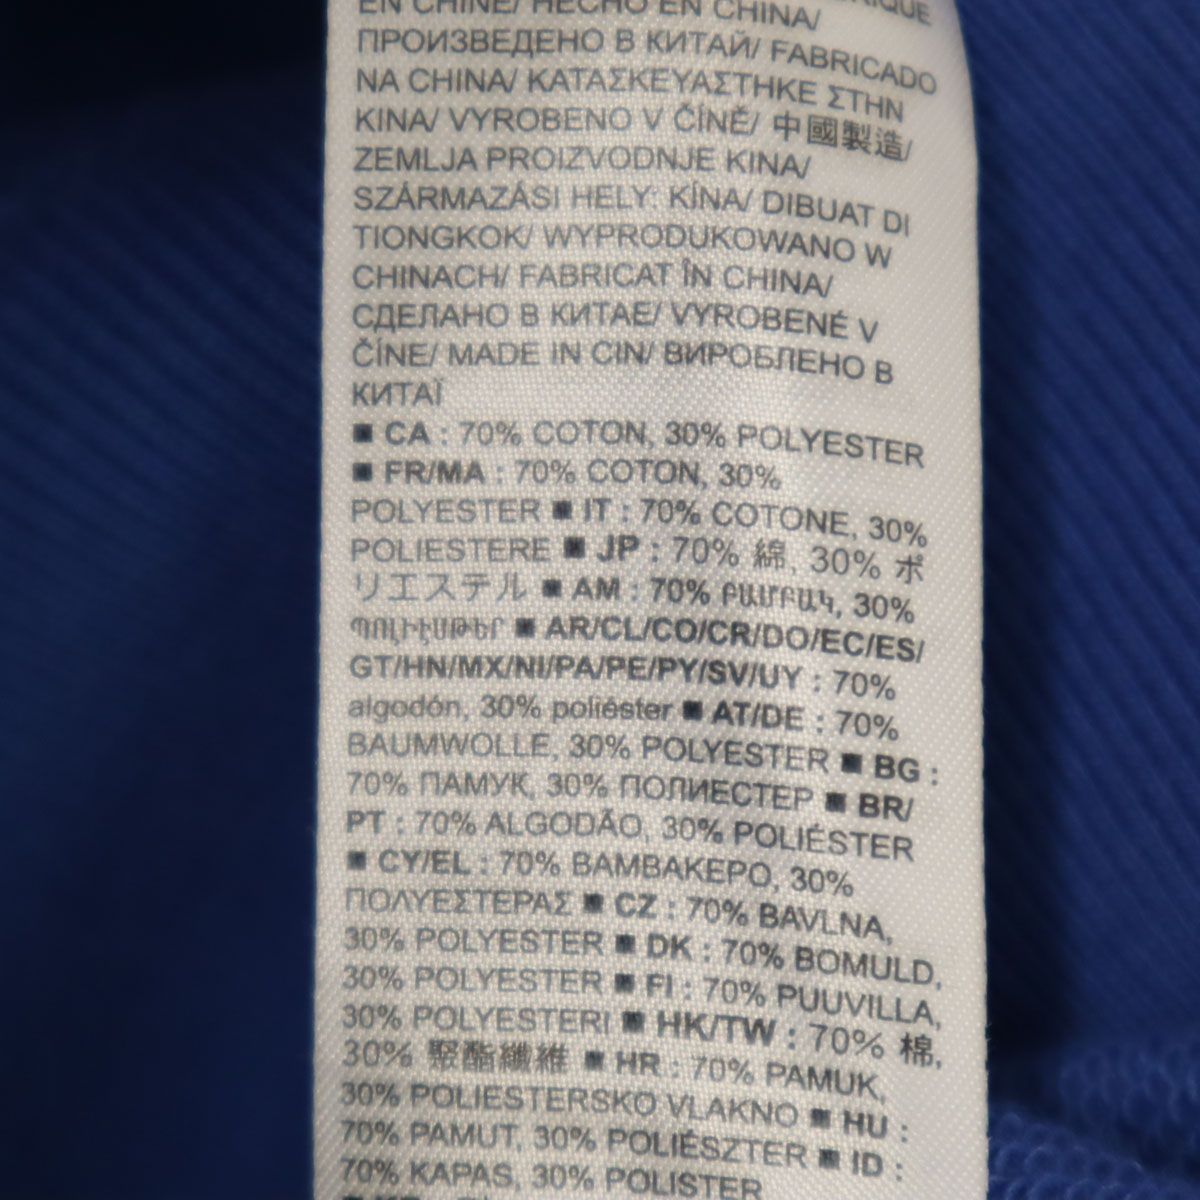 EN CHINE/ HECHO EN CHINA/
ПРОИЗВЕДЕНО В КИТАЙ/ FABRICADO
NA CHINA/ ΚΑΤΑΣΚΕΥΑΣΤΗΚΕ ΣΤΗΝ
ΚΙΝΑ/ VYROBENO V ČÍNĚ/ 中國製造/
ZEMLJA PROIZVODNJE KINA/
SZÁRMAZÁSI HELY: KÍNA/ DIBUAT DI
TIONGKOK/ WYPRODUKOWANO W
CHINACH/ FABRICAT ÎN CHINA/
СДЕЛАНО В КИТАЕ/ VYROBENÉ V
ČÍNE/ MADE IN CIN/ ВИРОБЛЕНО В
КИТАЇ
■ CA : 70% COTON, 30% POLYESTER
■ FR/MA : 70% COTON, 30%
POLYESTER ■ IT : 70% COTONE, 30%
POLIESTERE ■ JP : 70% 綿, 30% ポ
リエステル ■ AM : 70% ԲԱՄԲԱԿ, 30%
ՊՈԼԻԷՍԹԵՐ ■ AR/CL/CO/CR/DO/EC/ES/
GT/HN/MX/NI/PA/PE/PY/SV/UY : 70%
algodón, 30% poliéster ■ AT/DE : 70%
BAUMWOLLE, 30% POLYESTER ■ BG :
70% ПАМУК, 30% ПОЛИЕСТЕР ■ BR/
PT : 70% ALGODÃO, 30% POLIÉSTER
■ CY/EL : 70% ΒΑΜΒΑΚΕΡΟ, 30%
ΠΟΛΥΕΣΤΕΡΑΣ ■ CZ : 70% BAVLNA,
30% POLYESTER ■ DK : 70% BOMULD,
30% POLYESTER ■ FI : 70% PUUVILLA,
30% POLYESTERI ■ HK/TW : 70% 棉,
30% 聚酯纖維 ■ HR : 70% PAMUK,
30% POLIESTERSKO VLAKNO ■ HU :
70% PAMUT, 30% POLIÉSZTER ■ ID :
70% KAPAS, 30% POLISTER